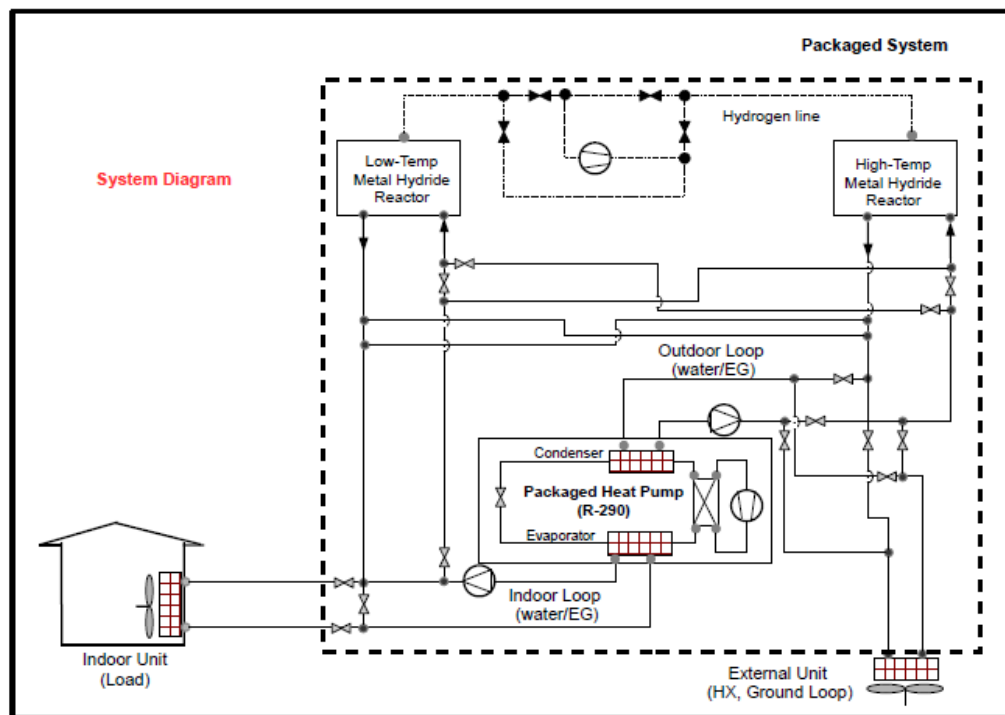 Packaged System
Hydrogen line
Low-Temp
Metal Hydride
Reactor
High-Temp
Metal Hydride
Reactor
System Diagram
Outdoor Loop
(water/EG)
Condenser
Packaged Heat Pump
(R-290)
Evaporator
Indoor Loop
(water/EG)
Indoor Unit
(Load)
External Unit
(HX, Ground Loop)